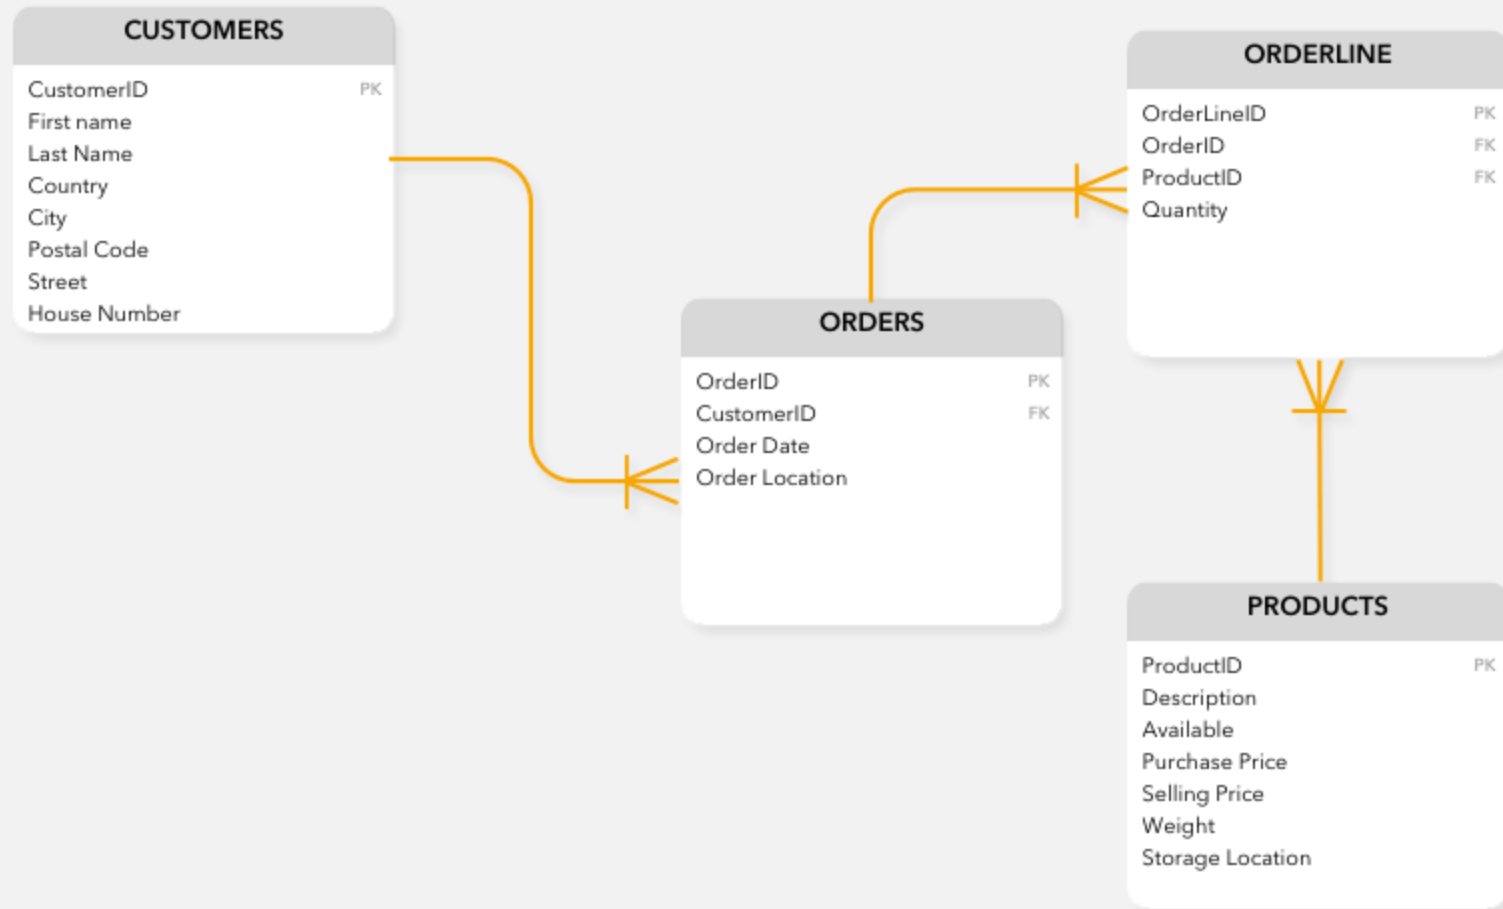 CUSTOMERS
CustomerID PK
First name
Last Name
Country
City
Postal Code
Street
House Number
ORDERS
OrderID PK
CustomerID FK
Order Date
Order Location
ORDERLINE
OrderLineID PK
OrderID FK
ProductID FK
Quantity
PRODUCTS
ProductID PK
Description
Available
Purchase Price
Selling Price
Weight
Storage Location